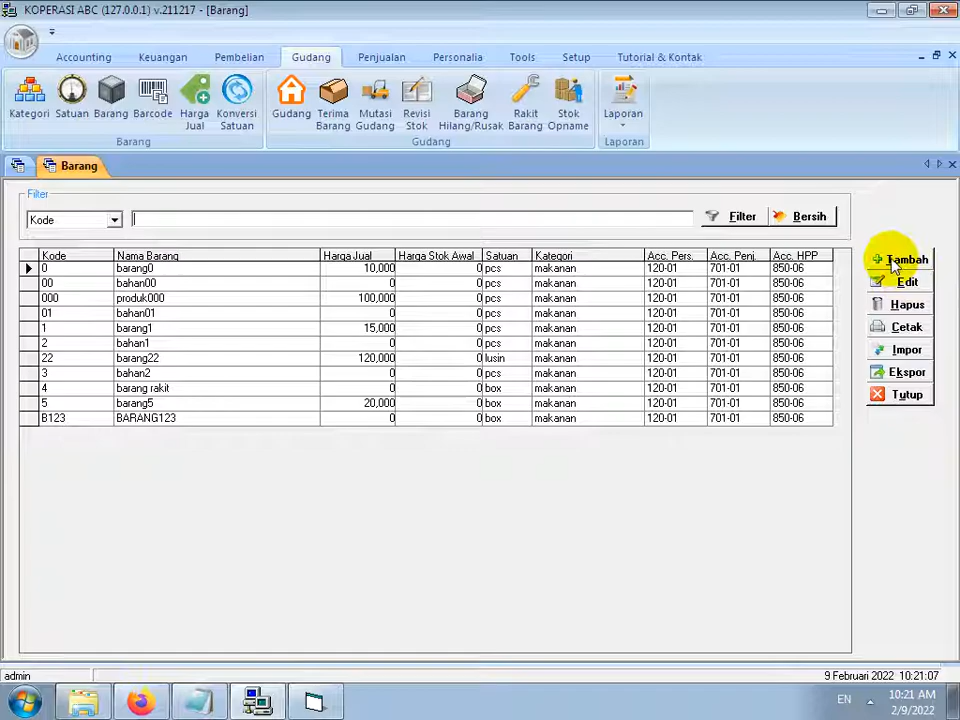 KOPERASI ABC (127.0.0.1) v.211217 - [Barang]
Accounting Keuangan Pembelian Gudang Penjualan Personalia Tools Setup Tutorial & Kontak
Kategori Satuan Barang Barcode Harga Jual Konversi Satuan Gudang Terima Barang Mutasi Gudang Revisi Stok Barang Hilang/Rusak Rakit Barang Stok Opname Laporan
Barang Gudang Laporan
Barang
Filter
Kode Filter Bersih
Kode Nama Barang Harga Jual Harga Stok Awal Satuan Kategori Acc. Pers. Acc. Penj. Acc. HPP
0 barang0 10,000 0 pcs makanan 120-01 701-01 850-06
00 bahan00 0 0 pcs makanan 120-01 701-01 850-06
000 produk000 100,000 0 pcs makanan 120-01 701-01 850-06
01 bahan01 0 0 pcs makanan 120-01 701-01 850-06
1 barang1 15,000 0 pcs makanan 120-01 701-01 850-06
2 bahan1 0 0 pcs makanan 120-01 701-01 850-06
22 barang22 120,000 0 lusin makanan 120-01 701-01 850-06
3 bahan2 0 0 pcs makanan 120-01 701-01 850-06
4 barang rakit 0 0 box makanan 120-01 701-01 850-06
5 barang5 20,000 0 box makanan 120-01 701-01 850-06
B123 BARANG123 0 0 box makanan 120-01 701-01 850-06
Tambah
Edit
Hapus
Cetak
Impor
Ekspor
Tutup
admin 9 Februari 2022 10:21:07
EN 10:21 AM
2/9/2022